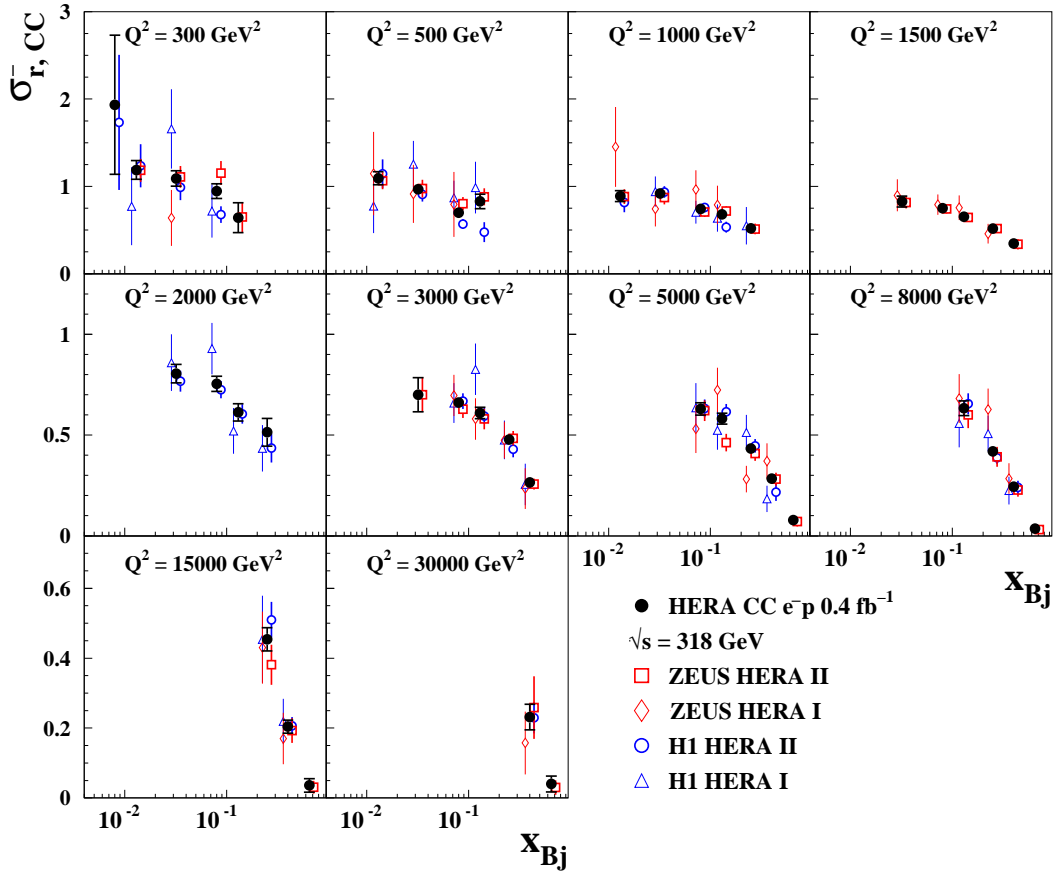 σ⁻r, CC
Q² = 300 GeV²
Q² = 500 GeV²
Q² = 1000 GeV²
Q² = 1500 GeV²
3
2
1
0
Q² = 2000 GeV²
Q² = 3000 GeV²
Q² = 5000 GeV²
Q² = 8000 GeV²
1
0.5
0
10⁻² 10⁻¹ 10⁻² 10⁻¹
Q² = 15000 GeV²
Q² = 30000 GeV²
xBj
0.6
0.4
0.2
0
10⁻² 10⁻¹ 10⁻² 10⁻¹
xBj
HERA CC e⁻p 0.4 fb⁻¹
√s = 318 GeV
ZEUS HERA II
ZEUS HERA I
H1 HERA II
H1 HERA I